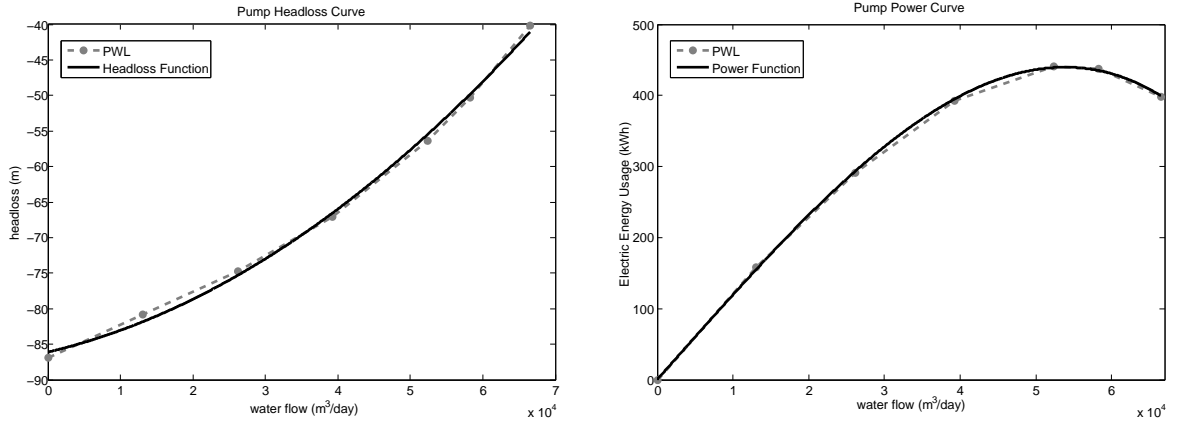 Pump Headloss Curve
−40
−45
−50
−55
−60
−65
−70
−75
−80
−85
−90
headloss (m)
PWL
Headloss Function
0 1 2 3 4 5 6 7
x 10⁴
water flow (m³/day)
Pump Power Curve
500
400
300
200
100
0
Electric Energy Usage (kWh)
PWL
Power Function
0 1 2 3 4 5 6
x 10⁴
water flow (m³/day)